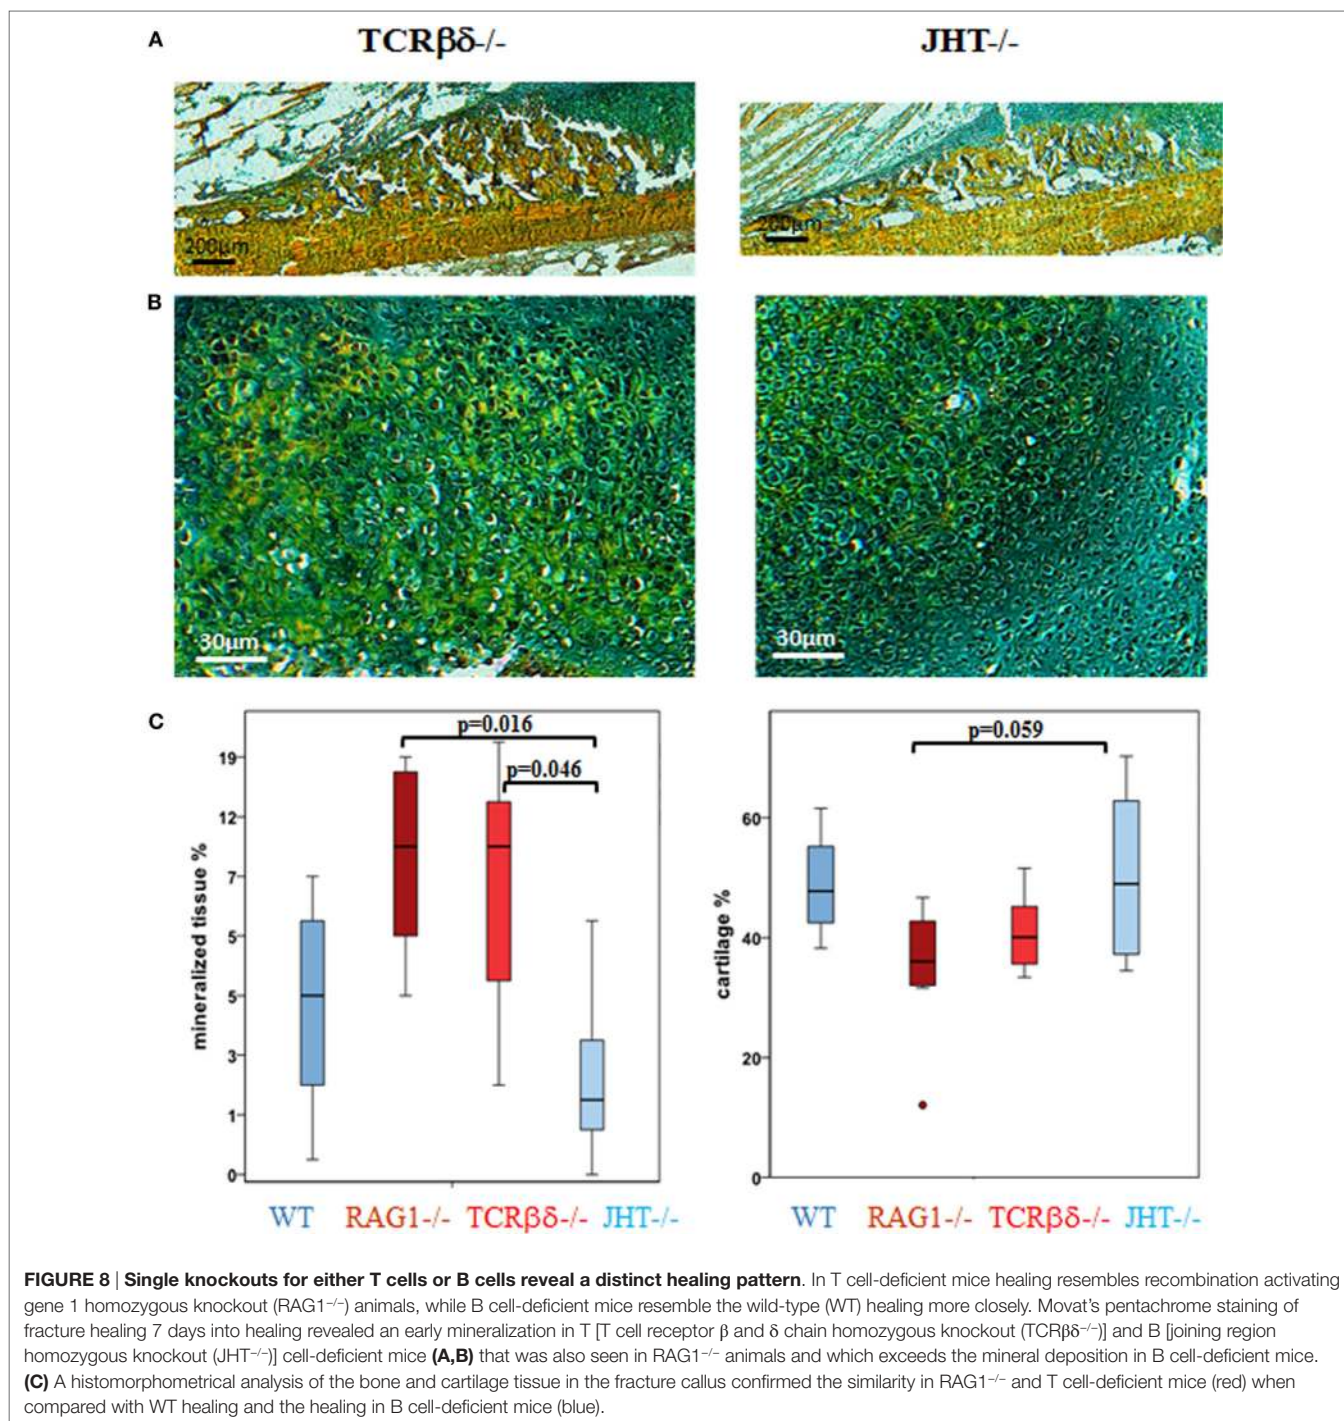 A
TCRβδ-/-
JHT-/-
200µm
200µm
B
30µm
30µm
C
p=0.016
p=0.046
19
12
7
5
5
3
1
0
mineralized tissue %
WT RAG1-/- TCRβδ-/- JHT-/-
p=0.059
60
40
20
0
cartilage %
WT RAG1-/- TCRβδ-/- JHT-/-
FIGURE 8 | Single knockouts for either T cells or B cells reveal a distinct healing pattern. In T cell-deficient mice healing resembles recombination activating
gene 1 homozygous knockout (RAG1−/−) animals, while B cell-deficient mice resemble the wild-type (WT) healing more closely. Movat's pentachrome staining of
fracture healing 7 days into healing revealed an early mineralization in T [T cell receptor β and δ chain homozygous knockout (TCRβδ−/−)] and B [joining region
homozygous knockout (JHT−/−)] cell-deficient mice (A,B) that was also seen in RAG1−/− animals and which exceeds the mineral deposition in B cell-deficient mice.
(C) A histomorphometrical analysis of the bone and cartilage tissue in the fracture callus confirmed the similarity in RAG1−/− and T cell-deficient mice (red) when
compared with WT healing and the healing in B cell-deficient mice (blue).